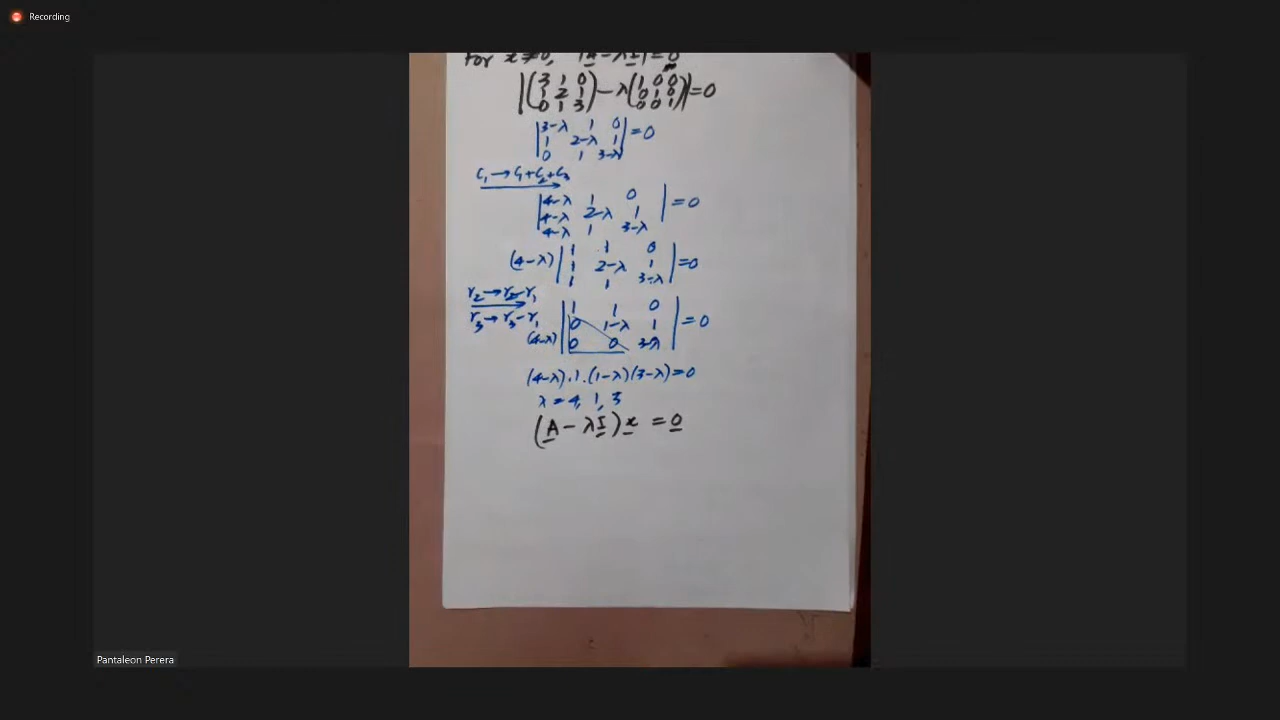 Recording
For x ≠ 0, |A − λI| = 0
|(3 1 0
1 2 1
0 1 3) − λ(1 0 0
0 1 0
0 0 1)| = 0
|3−λ 1 0
1 2−λ 1
0 1 3−λ| = 0
C₁ → C₁+C₂+C₃
|4−λ 1 0
4−λ 2−λ 1
4−λ 1 3−λ| = 0
(4−λ) |1 1 0
1 2−λ 1
1 1 3−λ| = 0
r₂ → r₂−r₁
r₃ → r₃−r₁
(4−λ) |1 1 0
0 1−λ 1
0 0 3−λ| = 0
(4−λ).1.(1−λ)(3−λ)=0
λ = 4, 1, 3
(A − λI)x = 0
Pantaleon Perera